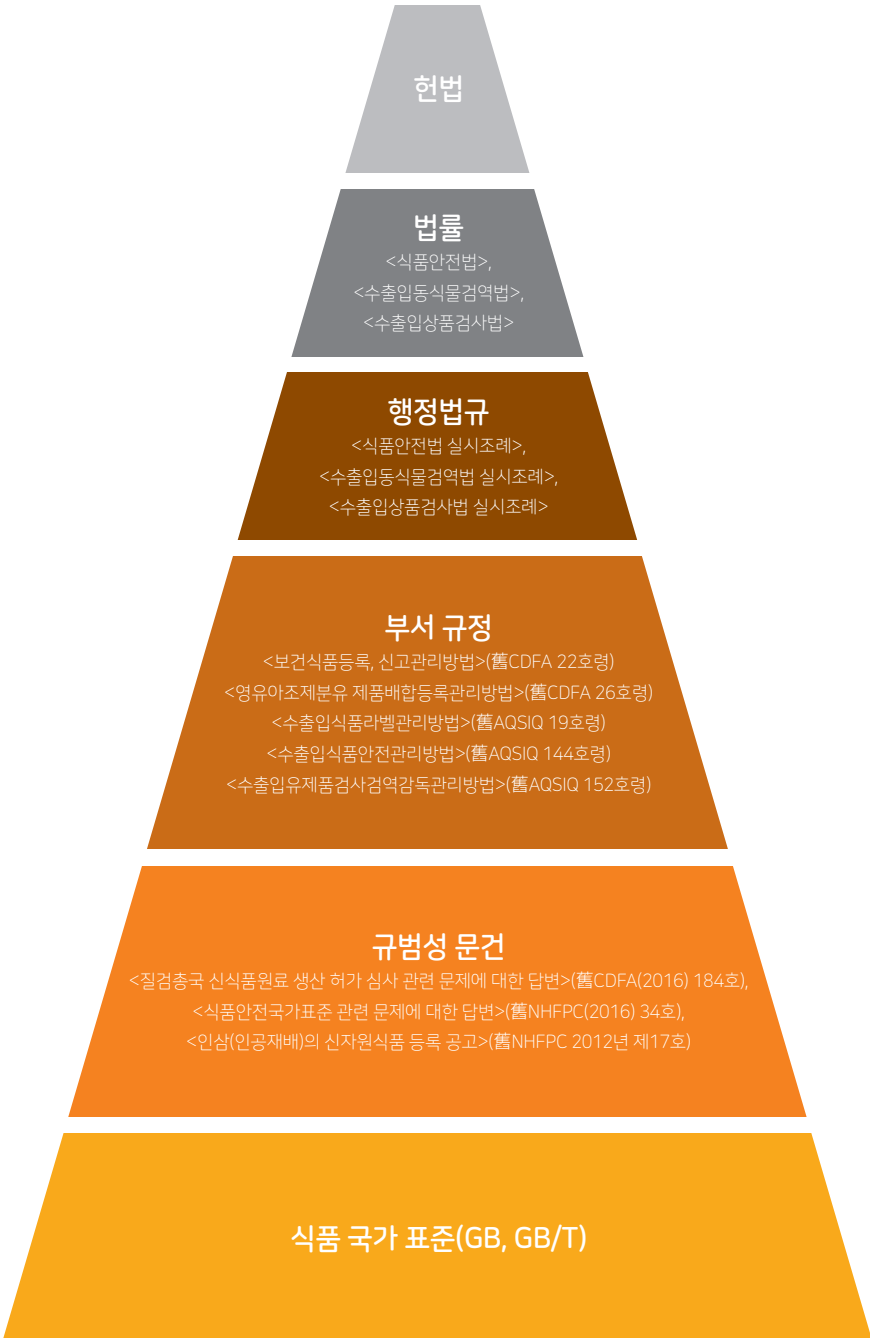 헌법
법률
<식품안전법>,
<수출입동식물검역법>,
<수출입상품검사법>
행정법규
<식품안전법 실시조례>,
<수출입동식물검역법 실시조례>,
<수출입상품검사법 실시조례>
부서 규정
<보건식품등록, 신고관리방법>(舊CDFA 22호령)
<영유아조제분유 제품배합등록관리방법>(舊CDFA 26호령)
<수출입식품라벨관리방법>(舊AQSIQ 19호령)
<수출입식품안전관리방법>(舊AQSIQ 144호령)
<수출입유제품검사검역감독관리방법>(舊AQSIQ 152호령)
규범성 문건
<질검총국 신식품원료 생산 허가 심사 관련 문제에 대한 답변>(舊CDFA(2016) 184호),
<식품안전국가표준 관련 문제에 대한 답변>(舊NHFPC(2016) 34호),
<인삼(인공재배)의 신자원식품 등록 공고>(舊NHFPC 2012년 제17호)
식품 국가 표준(GB, GB/T)